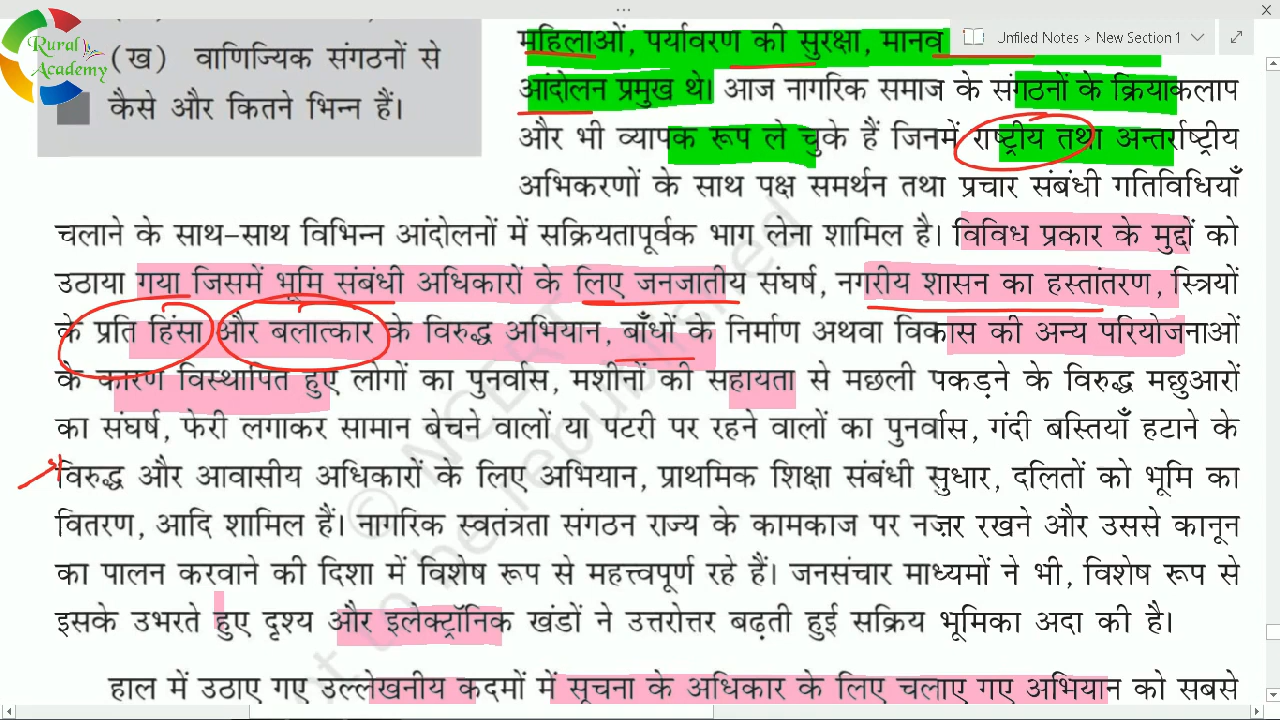 Rural
Academy
(ख) वाणिज्यिक संगठनों से
कैसे और कितने भिन्न हैं।
Jnfiled Notes > New Section 1
महिलाओं, पर्यावरण की सुरक्षा, मानव
आंदोलन प्रमुख थे। आज नागरिक समाज के संगठनों के क्रियाकलाप
और भी व्यापक रूप ले चुके हैं जिनमें राष्ट्रीय तथा अन्तर्राष्ट्रीय
अभिकरणों के साथ पक्ष समर्थन तथा प्रचार संबंधी गतिविधियाँ
चलाने के साथ-साथ विभिन्न आंदोलनों में सक्रियतापूर्वक भाग लेना शामिल है। विविध प्रकार के मुद्दों को
उठाया गया जिसमें भूमि संबंधी अधिकारों के लिए जनजातीय संघर्ष, नगरीय शासन का हस्तांतरण, स्त्रियों
के प्रति हिंसा और बलात्कार के विरुद्ध अभियान, बाँधों के निर्माण अथवा विकास की अन्य परियोजनाओं
के कारण विस्थापित हुए लोगों का पुनर्वास, मशीनों की सहायता से मछली पकड़ने के विरुद्ध मछुआरों
का संघर्ष, फेरी लगाकर सामान बेचने वालों या पटरी पर रहने वालों का पुनर्वास, गंदी बस्तियाँ हटाने के
विरुद्ध और आवासीय अधिकारों के लिए अभियान, प्राथमिक शिक्षा संबंधी सुधार, दलितों को भूमि का
वितरण, आदि शामिल हैं। नागरिक स्वतंत्रता संगठन राज्य के कामकाज पर नज़र रखने और उससे कानून
का पालन करवाने की दिशा में विशेष रूप से महत्त्वपूर्ण रहे हैं। जनसंचार माध्यमों ने भी, विशेष रूप से
इसके उभरते हुए दृश्य और इलेक्ट्रॉनिक खंडों ने उत्तरोत्तर बढ़ती हुई सक्रिय भूमिका अदा की है।
हाल में उठाए गए उल्लेखनीय कदमों में सूचना के अधिकार के लिए चलाए गए अभियान को सबसे